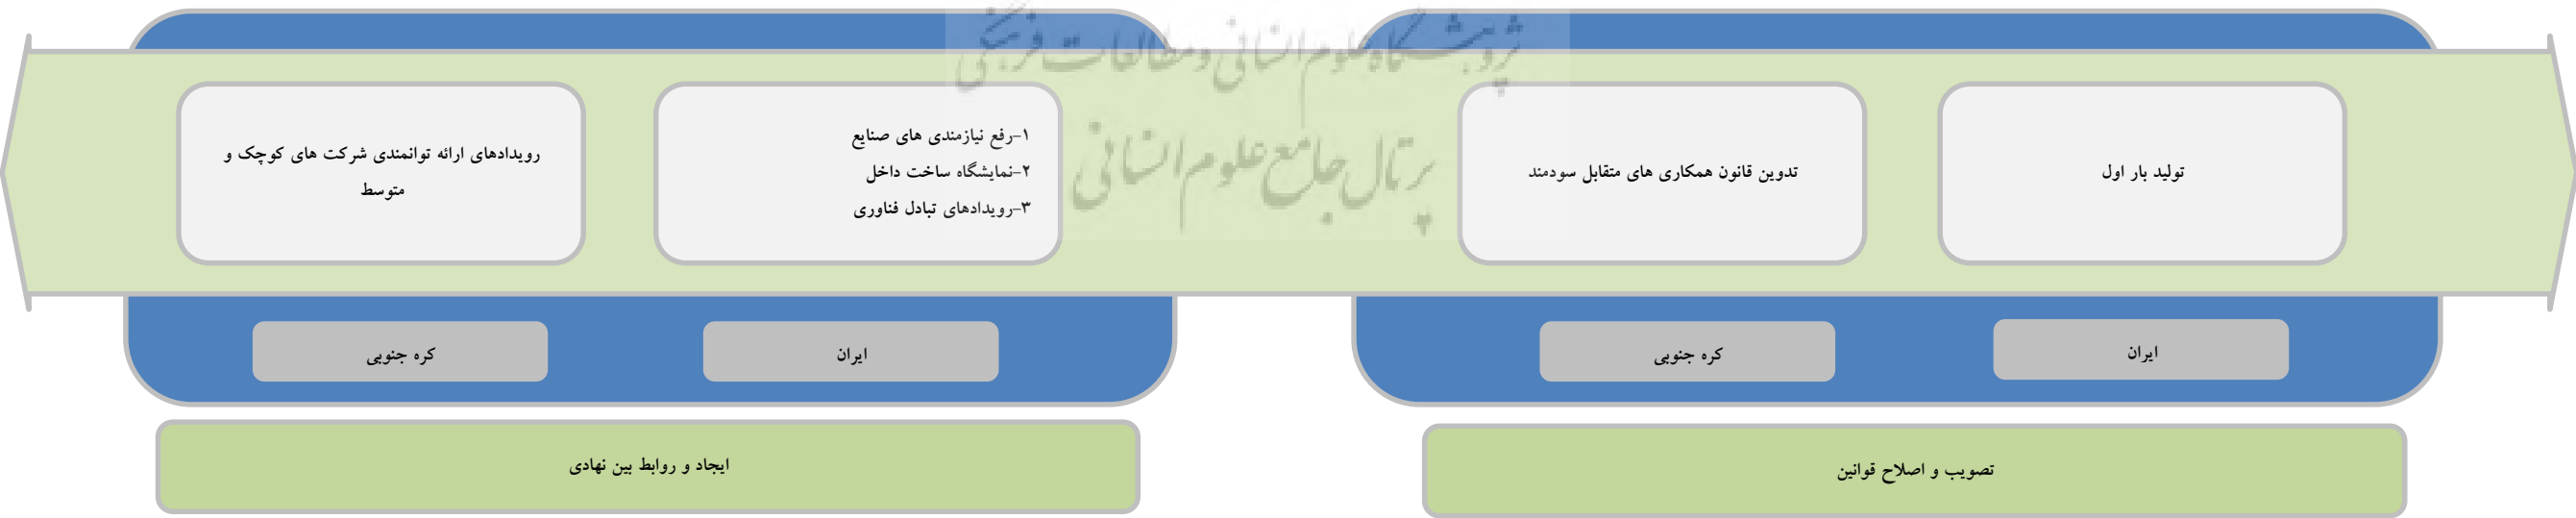 پژوهشگاه علوم انسانی و مطالعات فرهنگی
پرتال جامع علوم انسانی
تولید بار اول
تدوین قانون همکاری های متقابل سودمند
۱-رفع نیازمندی های صنایع
۲-نمایشگاه ساخت داخل
۳-رویدادهای تبادل فناوری
رویدادهای ارائه توانمندی شرکت های کوچک و
متوسط
ایران
کره جنوبی
ایران
کره جنوبی
تصویب و اصلاح قوانین
ایجاد و روابط بین نهادی